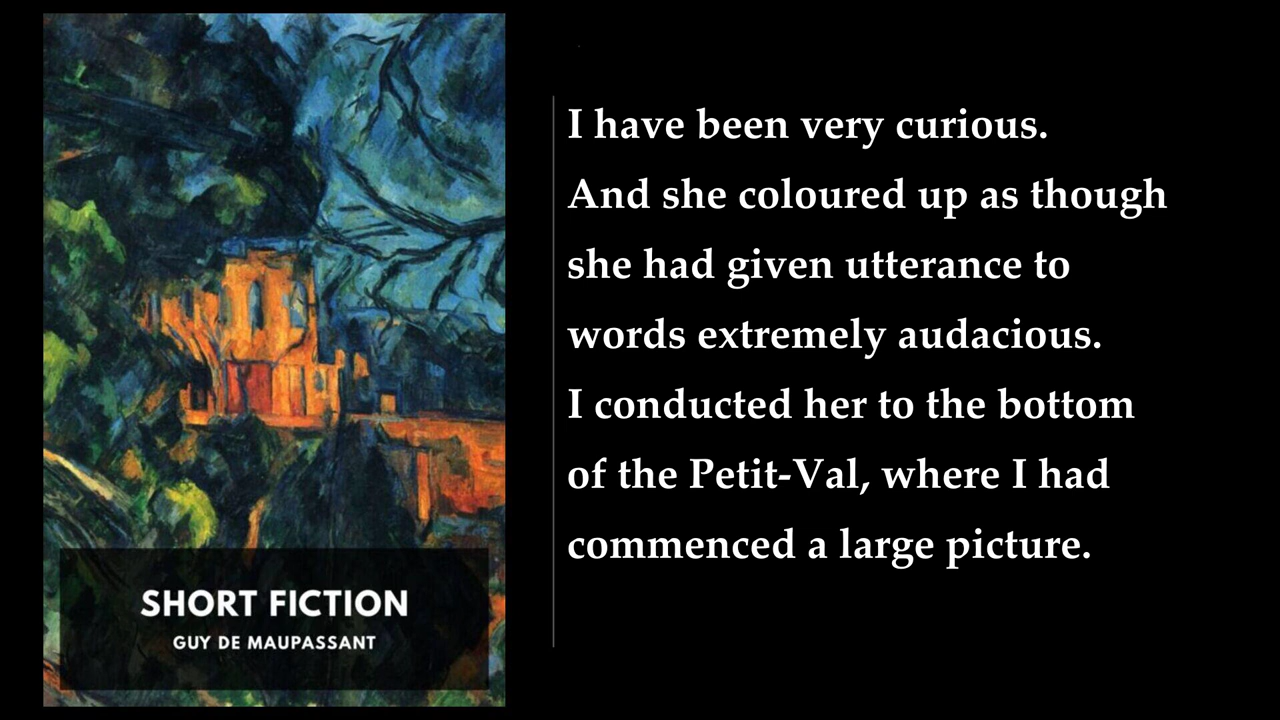 SHORT FICTION
GUY DE MAUPASSANT
I have been very curious.
And she coloured up as though
she had given utterance to
words extremely audacious.
I conducted her to the bottom
of the Petit-Val, where I had
commenced a large picture.